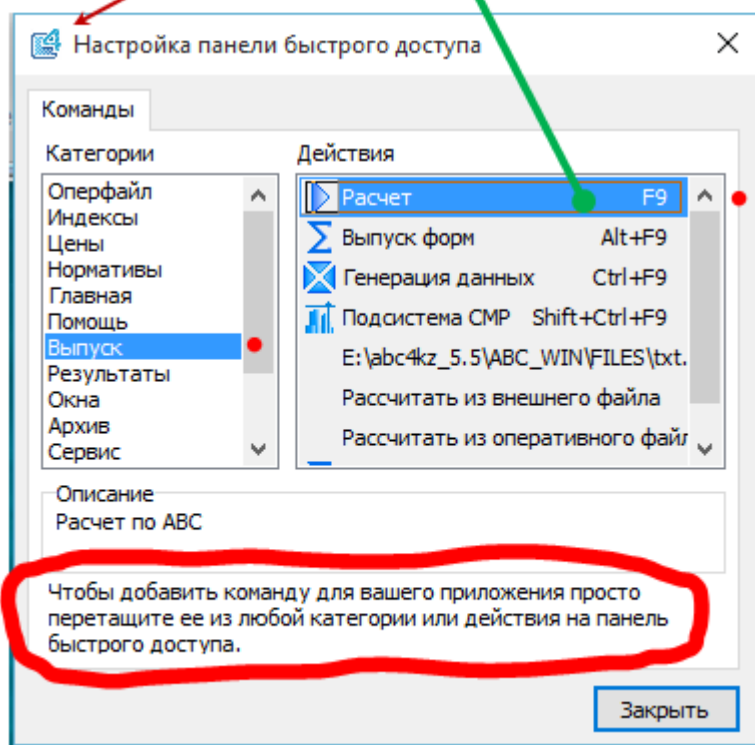 Настройка панели быстрого доступа
Команды
Категории
Действия
Оперфайл
Индексы
Цены
Нормативы
Главная
Помощь
Выпуск
Результаты
Окна
Архив
Сервис
Расчет F9
Выпуск форм Alt+F9
Генерация данных Ctrl+F9
Подсистема СМР Shift+Ctrl+F9
E:\abc4kz_5.5\ABC_WIN\FILES\txt.
Рассчитать из внешнего файла
Рассчитать из оперативного файл
Описание
Расчет по АВС
Чтобы добавить команду для вашего приложения просто
перетащите ее из любой категории или действия на панель
быстрого доступа.
Закрыть